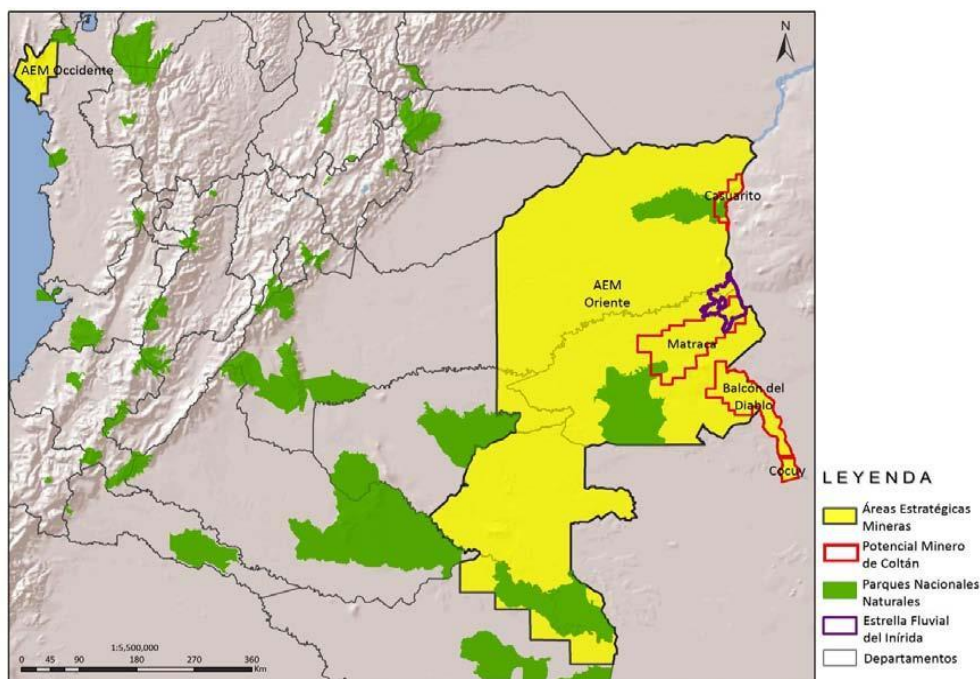 N
AEM Occidente
Casuarito
AEM
Oriente
Matraca
Balcón del
Diablo
Cocuy
1:5,500,000
0 45 90 180 270 360
Km
LEYENDA
Áreas Estratégicas
Mineras
Potencial Minero
de Coltán
Parques Nacionales
Naturales
Estrella Fluvial
del Inírida
Departamentos